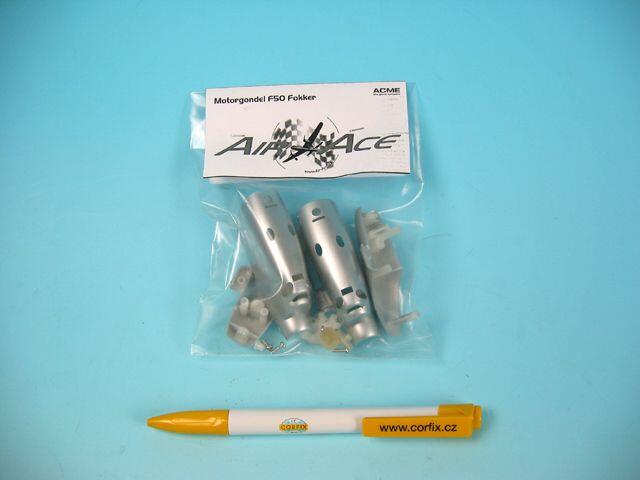 Motorgondel F50 Fokker
ACME
AIR ACE
CORFIX
www.corfix.cz